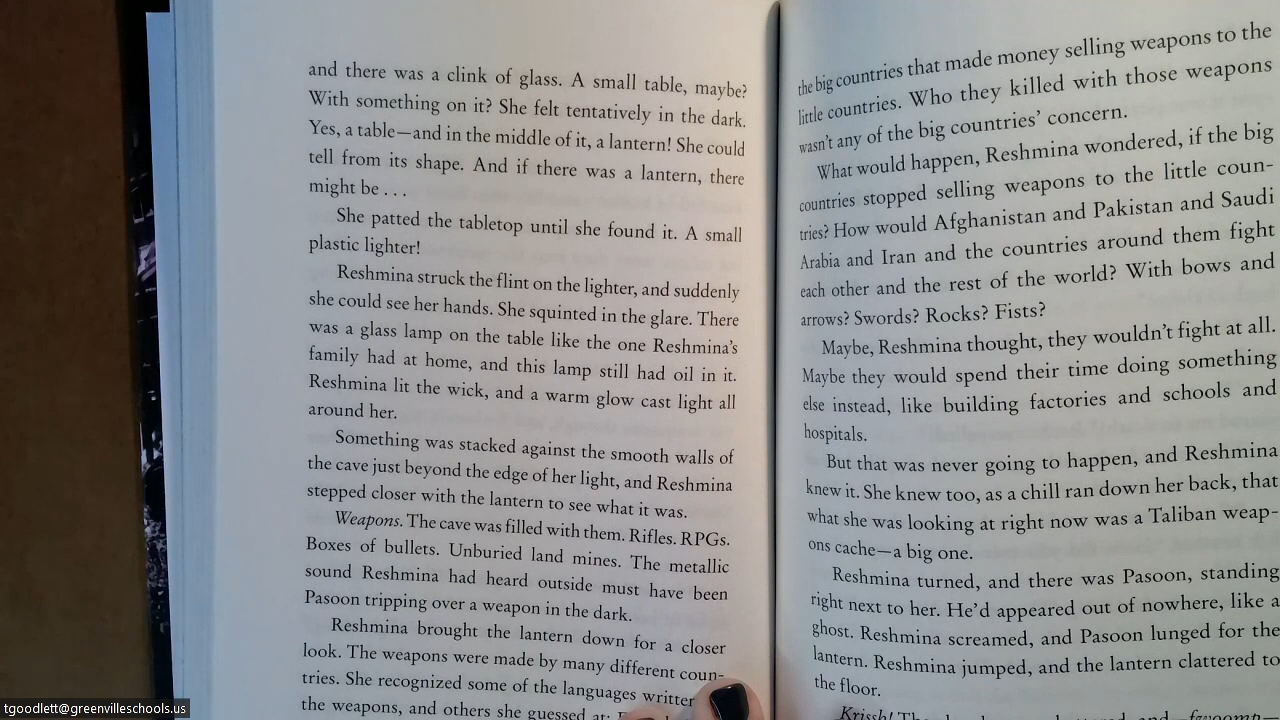 and there was a clink of glass. A small table, maybe?
With something on it? She felt tentatively in the dark.
Yes, a table—and in the middle of it, a lantern! She could
tell from its shape. And if there was a lantern, there
might be . . .
She patted the tabletop until she found it. A small
plastic lighter!
Reshmina struck the flint on the lighter, and suddenly
she could see her hands. She squinted in the glare. There
was a glass lamp on the table like the one Reshmina’s
family had at home, and this lamp still had oil in it.
Reshmina lit the wick, and a warm glow cast light all
around her.
Something was stacked against the smooth walls of
the cave just beyond the edge of her light, and Reshmina
stepped closer with the lantern to see what it was.
Weapons. The cave was filled with them. Rifles. RPGs.
Boxes of bullets. Unburied land mines. The metallic
sound Reshmina had heard outside must have been
Pasoon tripping over a weapon in the dark.
Reshmina brought the lantern down for a closer
look. The weapons were made by many different coun-
tries. She recognized some of the languages written
the weapons, and others she guessed at:
the big countries that made money selling weapons to the
little countries. Who they killed with those weapons
wasn’t any of the big countries’ concern.
What would happen, Reshmina wondered, if the big
countries stopped selling weapons to the little coun-
tries? How would Afghanistan and Pakistan and Saudi
Arabia and Iran and the countries around them fight
each other and the rest of the world? With bows and
arrows? Swords? Rocks? Fists?
Maybe, Reshmina thought, they wouldn’t fight at all.
Maybe they would spend their time doing something
else instead, like building factories and schools and
hospitals.
But that was never going to happen, and Reshmina
knew it. She knew too, as a chill ran down her back, that
what she was looking at right now was a Taliban weap-
ons cache—a big one.
Reshmina turned, and there was Pasoon, standing
right next to her. He’d appeared out of nowhere, like a
ghost. Reshmina screamed, and Pasoon lunged for the
lantern. Reshmina jumped, and the lantern clattered to
the floor.
Krissh!
tgoodlett@greenvilleschools.us